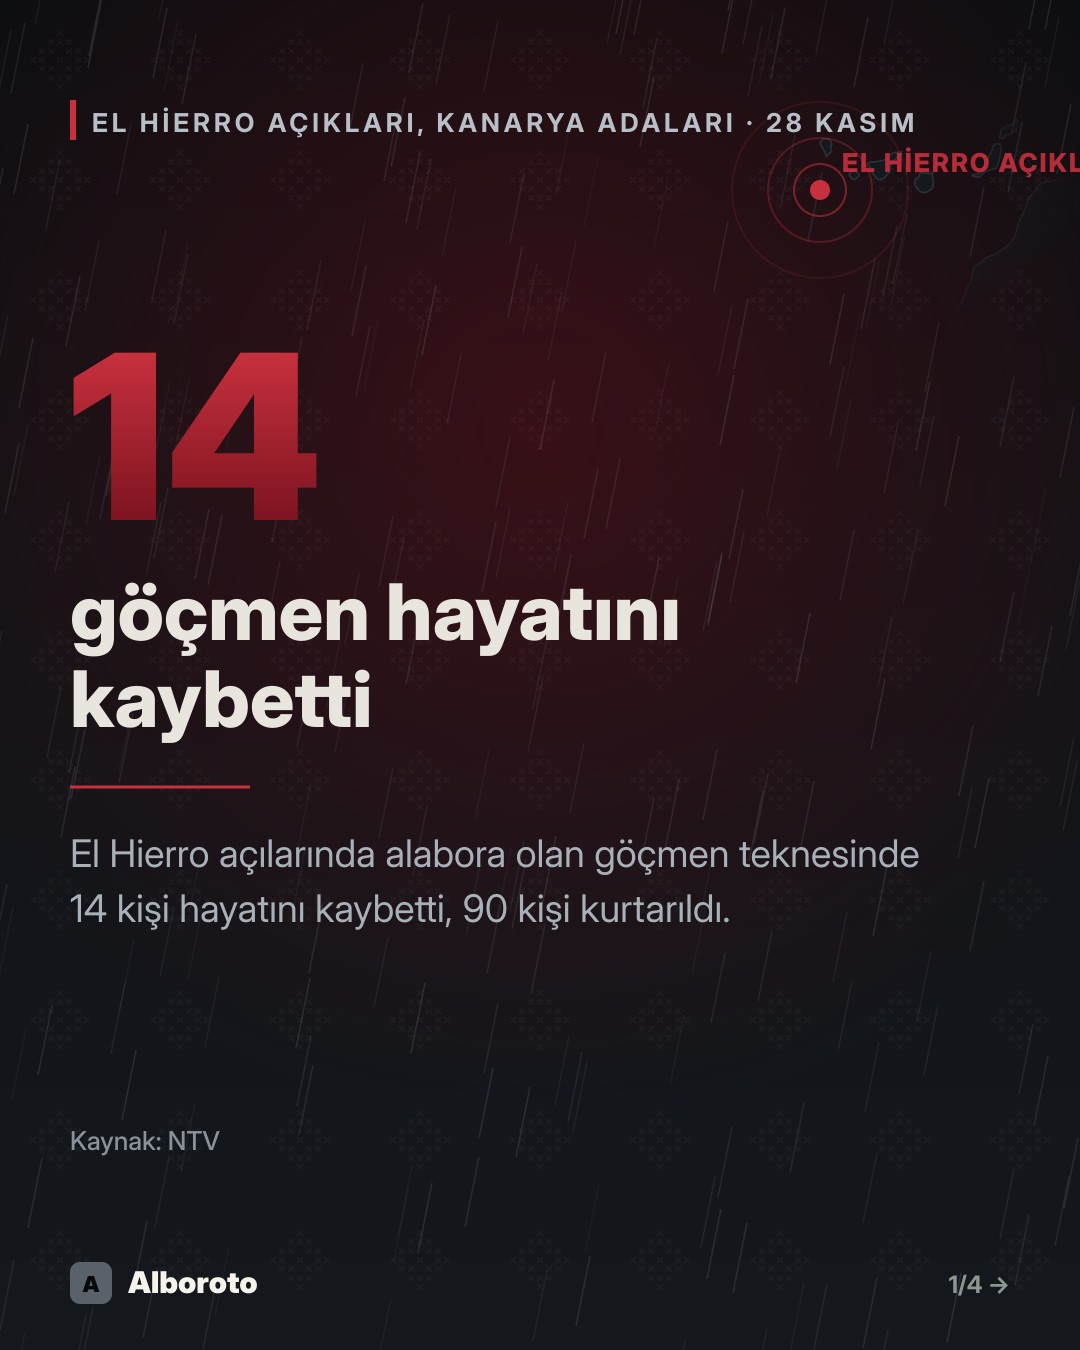 EL HİERRO AÇIKLARI, KANARYA ADALARI · 28 KASIM
EL HİERRO AÇIKL
14
göçmen hayatını
kaybetti
El Hierro açılarında alabora olan göçmen teknesinde
14 kişi hayatını kaybetti, 90 kişi kurtarıldı.
Kaynak: NTV
A Alboroto
1/4 →